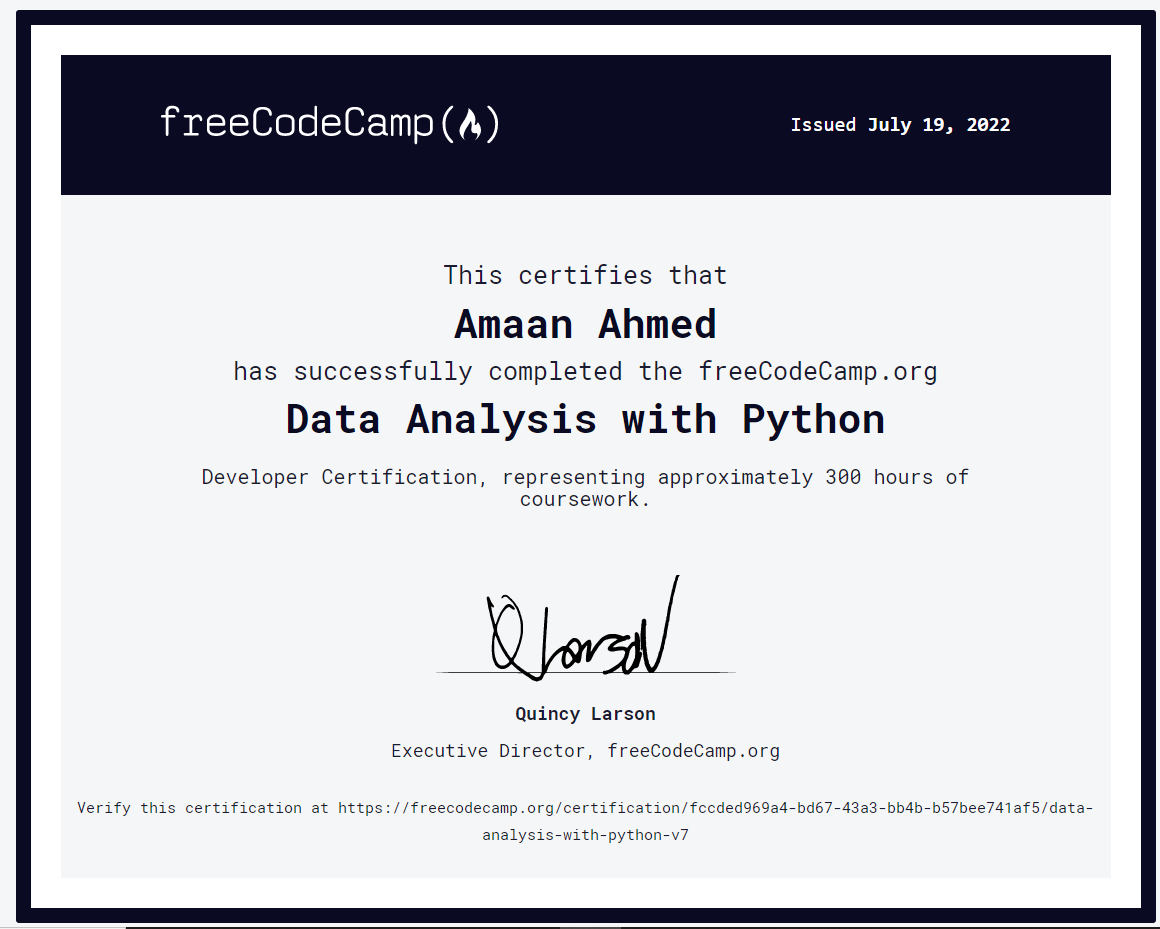 freeCodeCamp(🔥)
Issued July 19, 2022
This certifies that
Amaan Ahmed
has successfully completed the freeCodeCamp.org
Data Analysis with Python
Developer Certification, representing approximately 300 hours of
coursework.
Q Larson
Quincy Larson
Executive Director, freeCodeCamp.org
Verify this certification at https://freecodecamp.org/certification/fccded969a4-bd67-43a3-bb4b-b57bee741af5/data-
analysis-with-python-v7